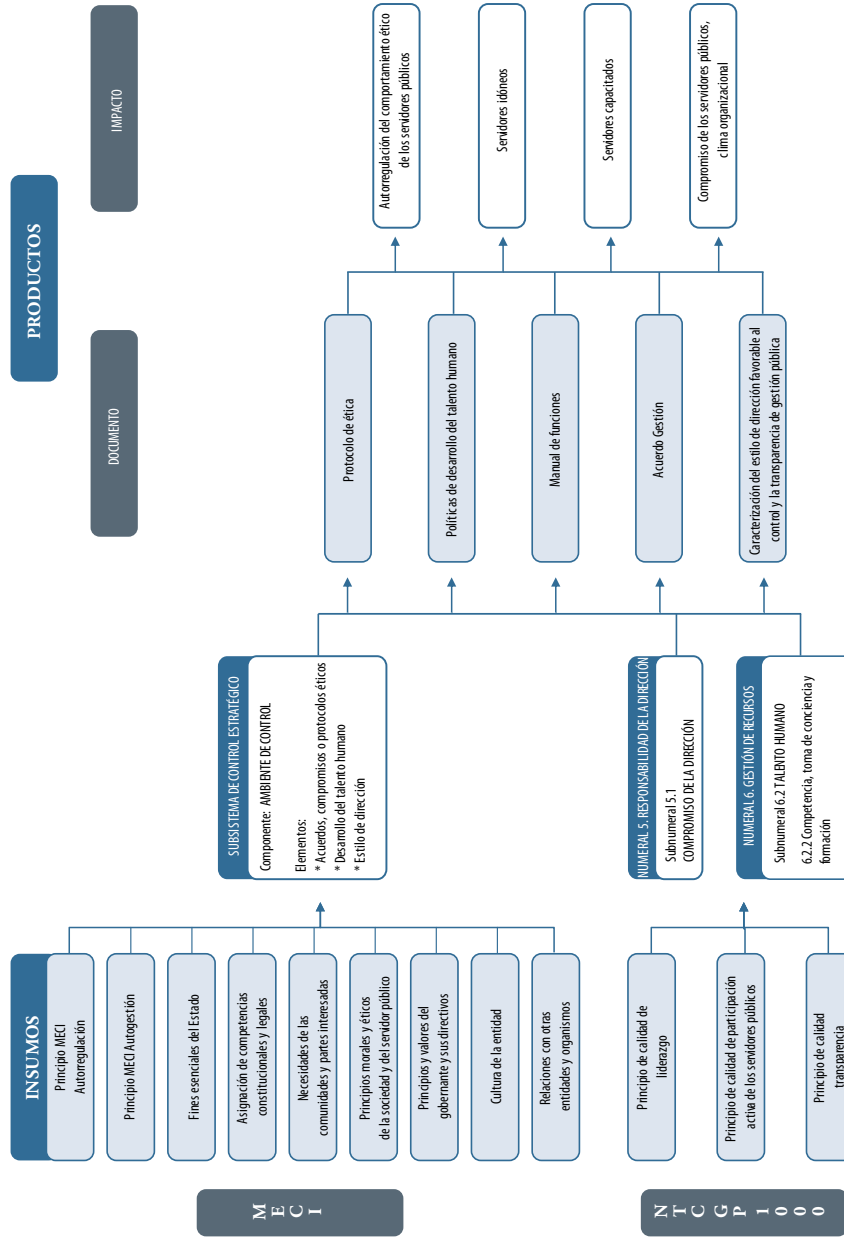 PRODUCTOS
DOCUMENTO
IMPACTO
INSUMOS
MECI
Principio MECI
Autorregulación
Principio MECI Autogestión
Fines esenciales del Estado
Asignación de competencias
constitucionales y legales
Necesidades de las
comunidades y partes interesadas
Principios morales y éticos
de la sociedad y del servidor público
Principios y valores del
gobernante y sus directivos
Cultura de la entidad
Relaciones con otras
entidades y organismos
NTC GP 1000
Principio de calidad de
liderazgo
Principio de calidad de participación
activa de los servidores públicos
Principio de calidad
transparencia
SUBSISTEMA DE CONTROL ESTRATÉGICO
Componente: AMBIENTE DE CONTROL
Elementos:
* Acuerdos, compromisos o protocolos éticos
* Desarrollo del talento humano
* Estilo de dirección
NUMERAL 5. RESPONSABILIDAD DE LA DIRECCIÓN
Subnumeral 5.1
COMPROMISO DE LA DIRECCIÓN
NUMERAL 6. GESTIÓN DE RECURSOS
Subnumeral 6.2 TALENTO HUMANO
6.2.2 Competencia, toma de conciencia y
formación
Protocolo de ética
Políticas de desarrollo del talento humano
Manual de funciones
Acuerdo Gestión
Caracterización del estilo de dirección favorable al
control y la transparencia de gestión pública
Autorregulación del comportamiento ético
de los servidores públicos
Servidores idóneos
Servidores capacitados
Compromiso de los servidores públicos,
clima organizacional